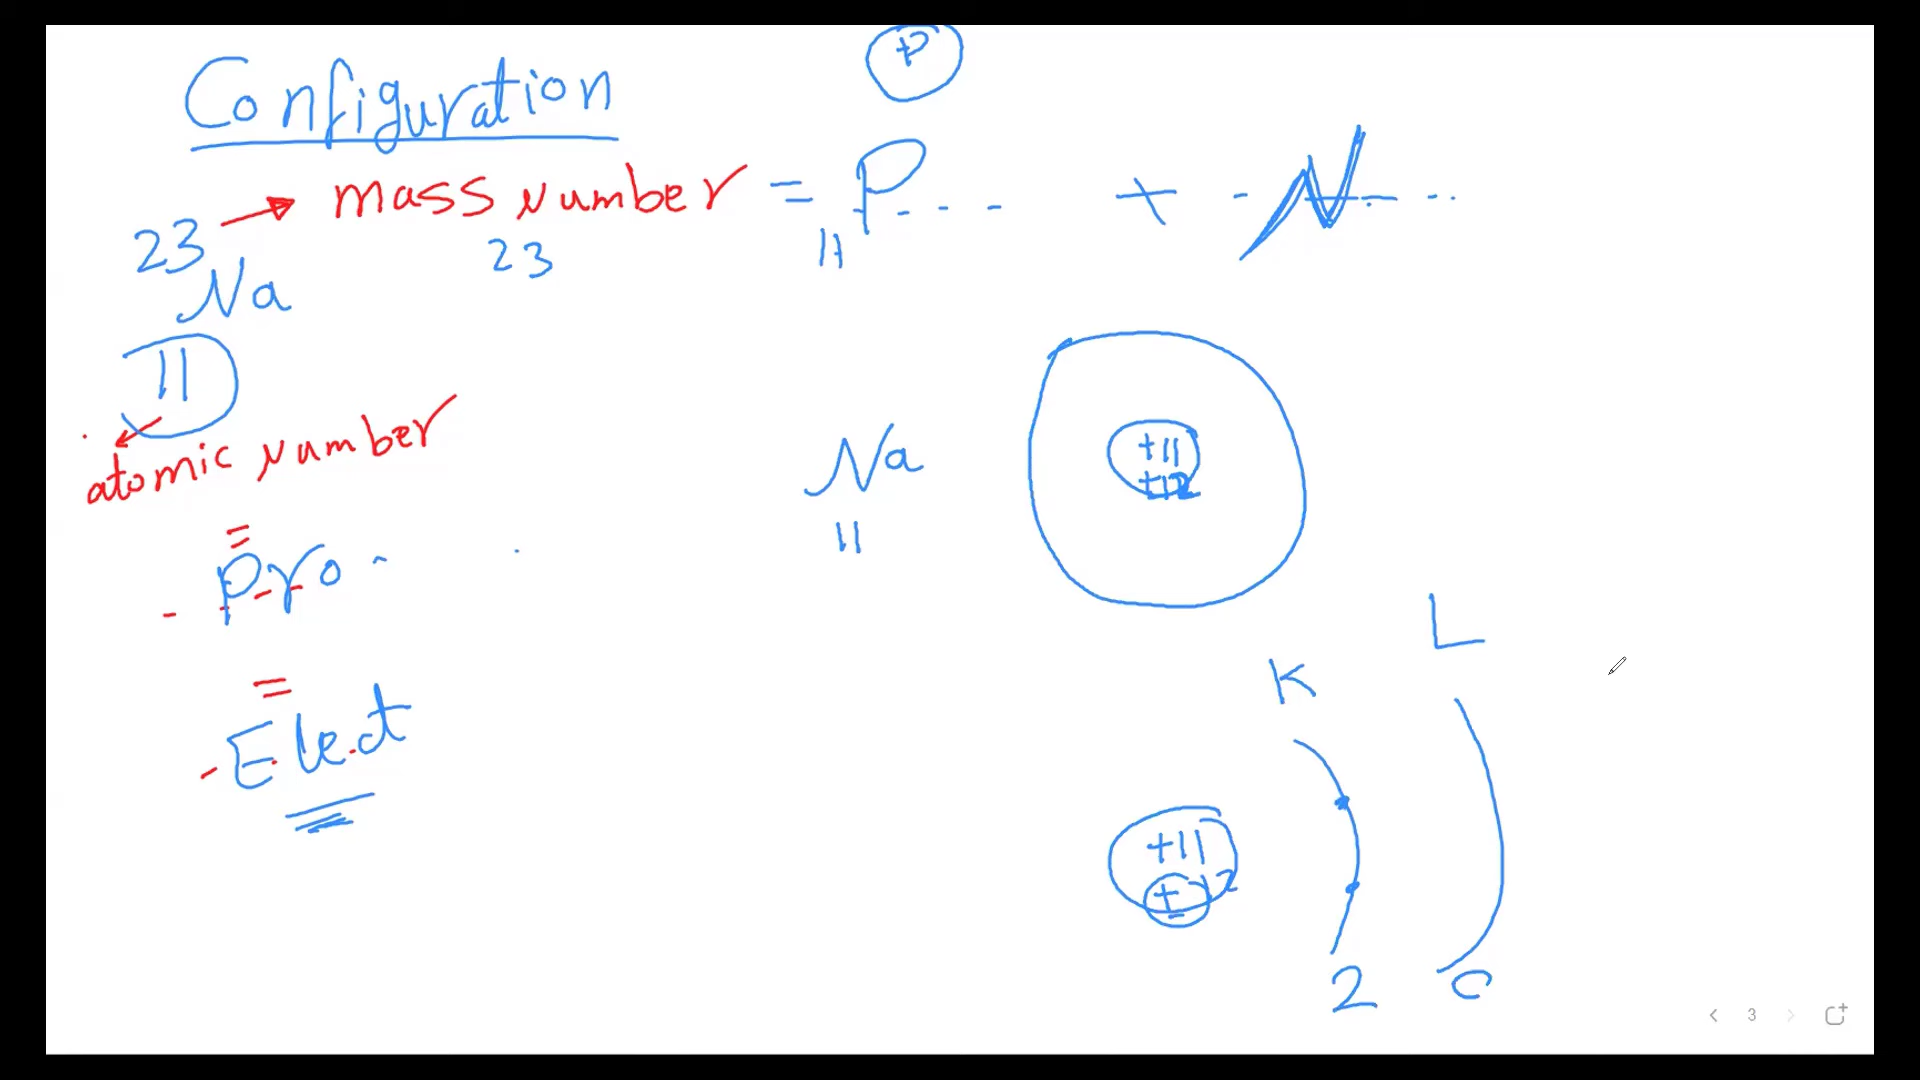 P
Configuration
23 → mass number = P... + N...
23
11
Na
11
atomic number
=
Pro
=
Elect
Na
11
+11
+12
K
L
+11
± 12
2
3